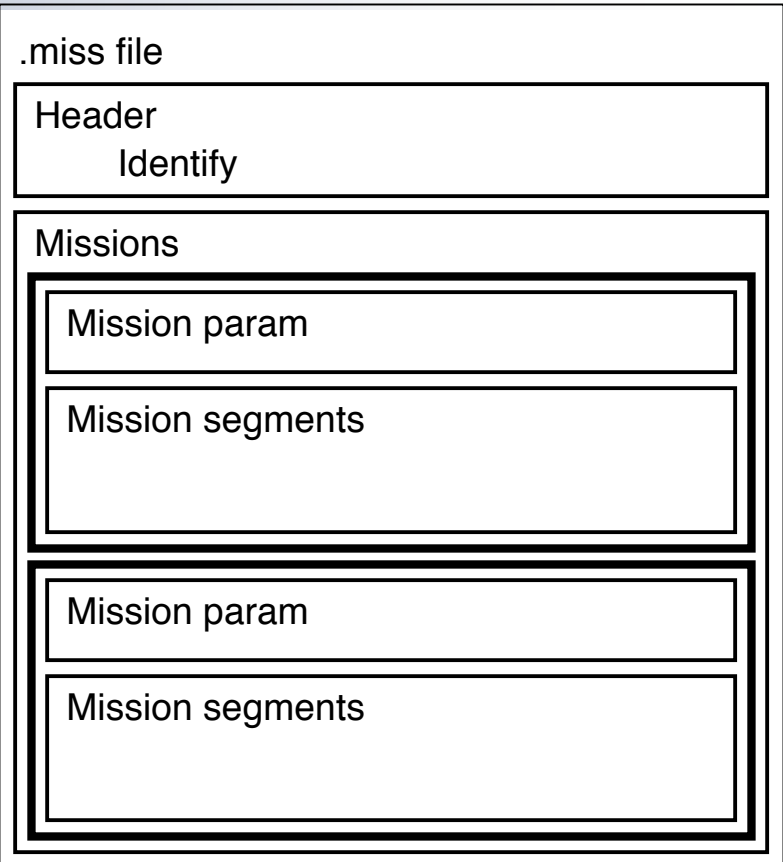 .miss file
Header
Identify
Missions
Mission param
Mission segments
Mission param
Mission segments